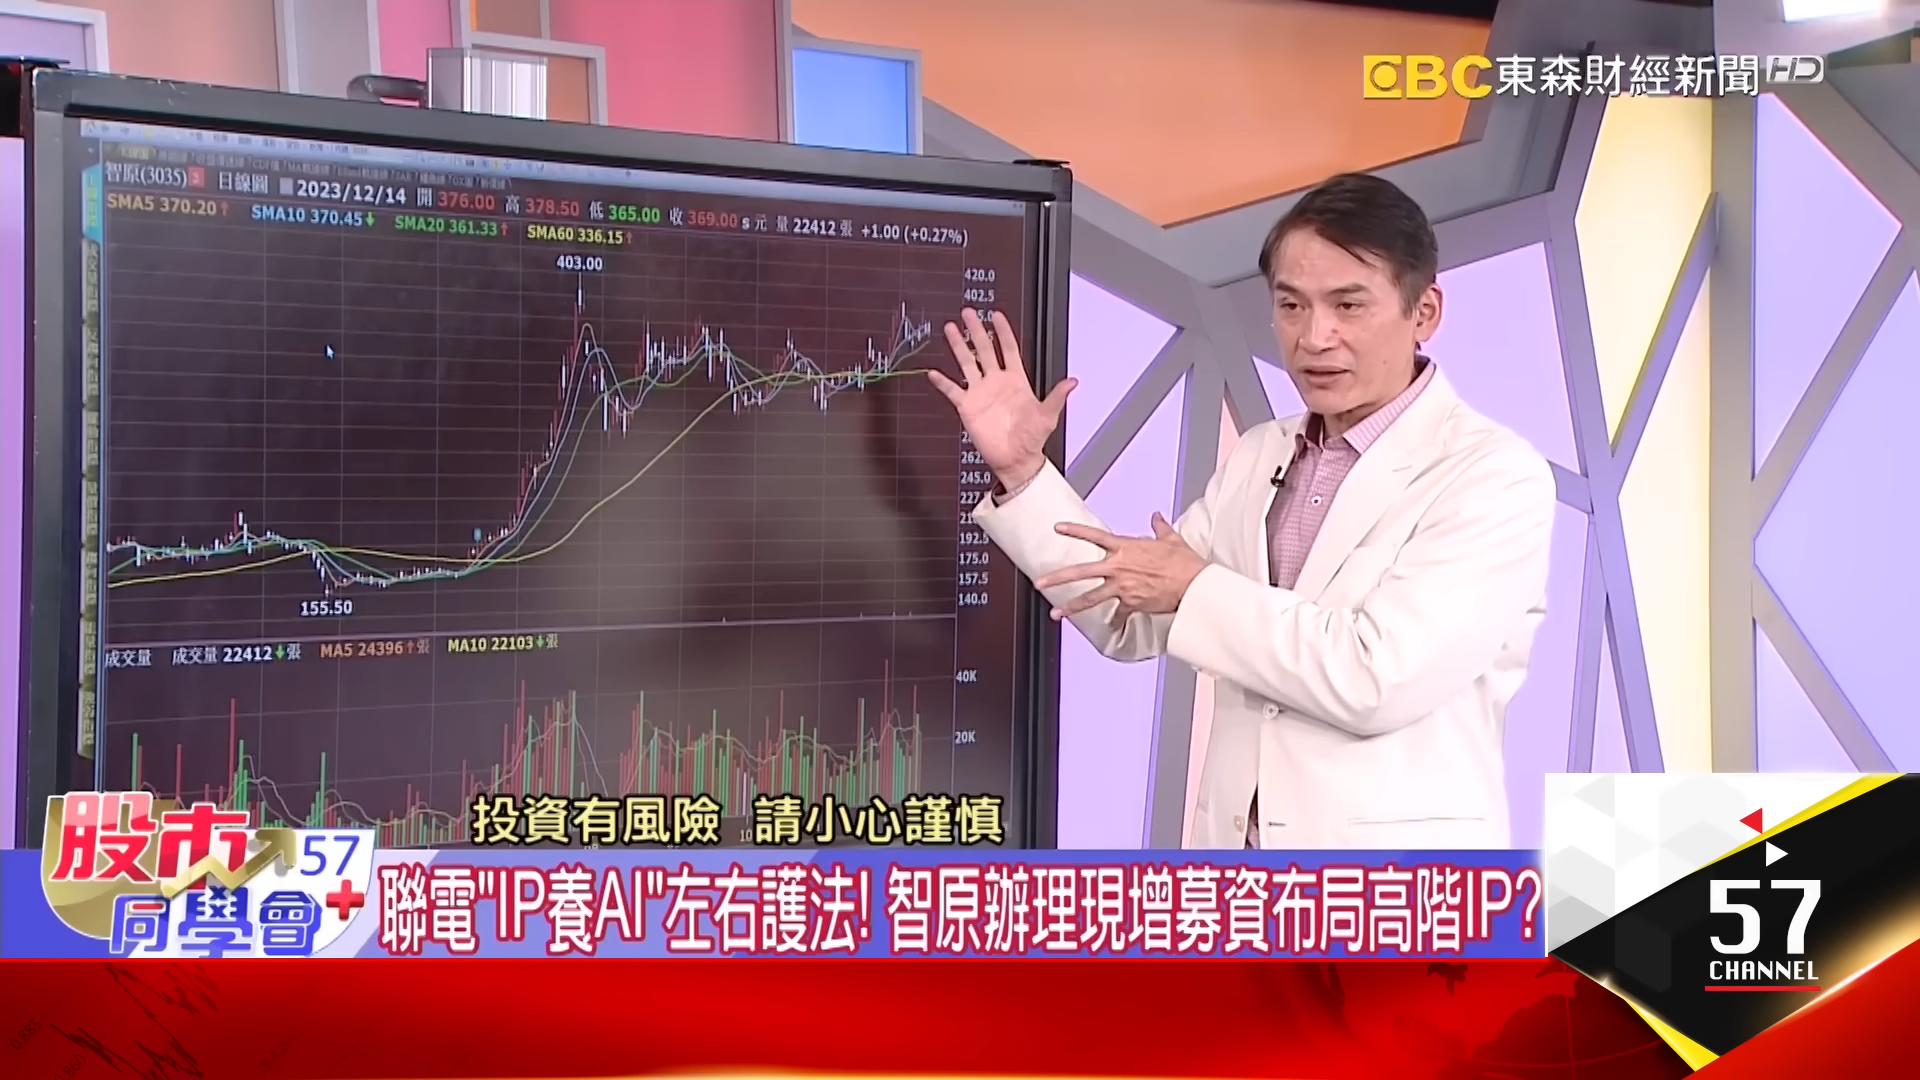 EBC東森財經新聞HD
智原(3035) 日線圖 2023/12/14 開 376.00 高 378.50 低 365.00 收 369.00 s 元 量 22412 張 +1.00 (+0.27%)
SMA5 370.20↑ SMA10 370.45↓ SMA20 361.33↑ SMA60 336.15↑
403.00
420.0
402.5
262.
245.0
227
192.5
175.0
157.5
140.0
155.50
成交量 成交量 22412↓張 MA5 24396↑張 MA10 22103↓張
40K
20K
投資有風險 請小心謹慎
股市57
同學會+
聯電"IP養AI"左右護法! 智原辦理現增募資布局高階IP?
57
CHANNEL